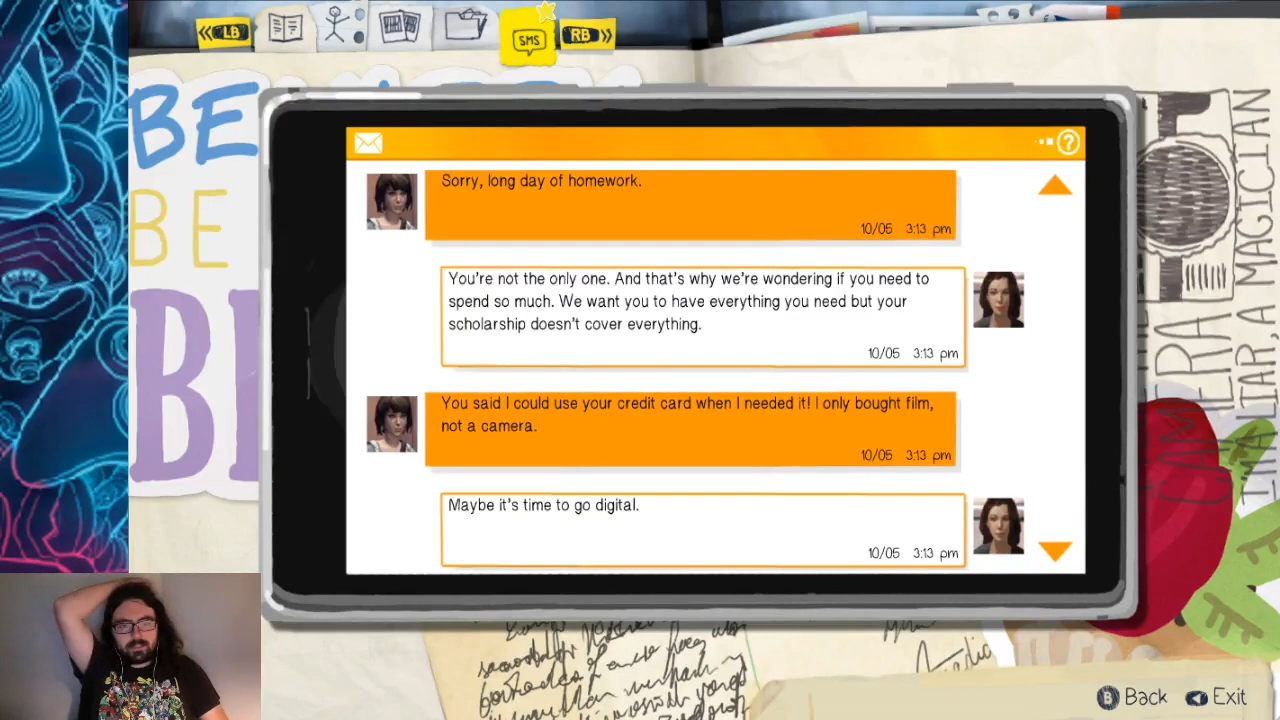 LB
SMS
RB
BE
BE
Sorry, long day of homework.
10/05 3:13 pm
You're not the only one. And that's why we're wondering if you need to
spend so much. We want you to have everything you need but your
scholarship doesn't cover everything.
10/05 3:13 pm
You said I could use your credit card when I needed it! I only bought film,
not a camera.
10/05 3:13 pm
Maybe it's time to go digital.
10/05 3:13 pm
CAMERA
TAR, A MAGICIAN
B Back
Exit